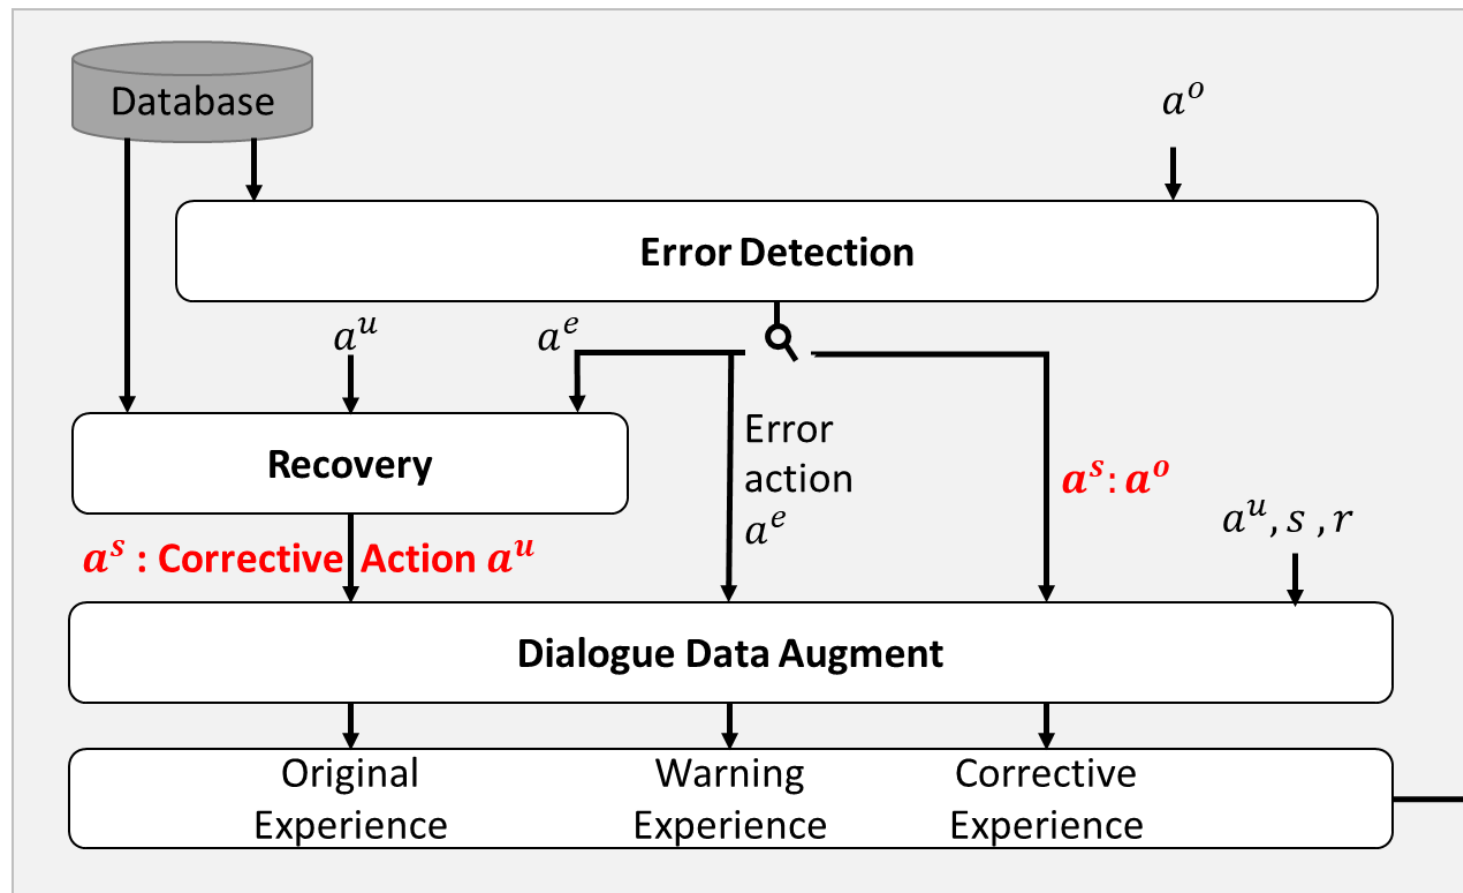 Database
a^o
Error Detection
a^u
a^e
Error
action
a^e
Recovery
a^s: a^o
a^u, s , r
a^s : Corrective Action a^u
Dialogue Data Augment
Original
Experience
Warning
Experience
Corrective
Experience